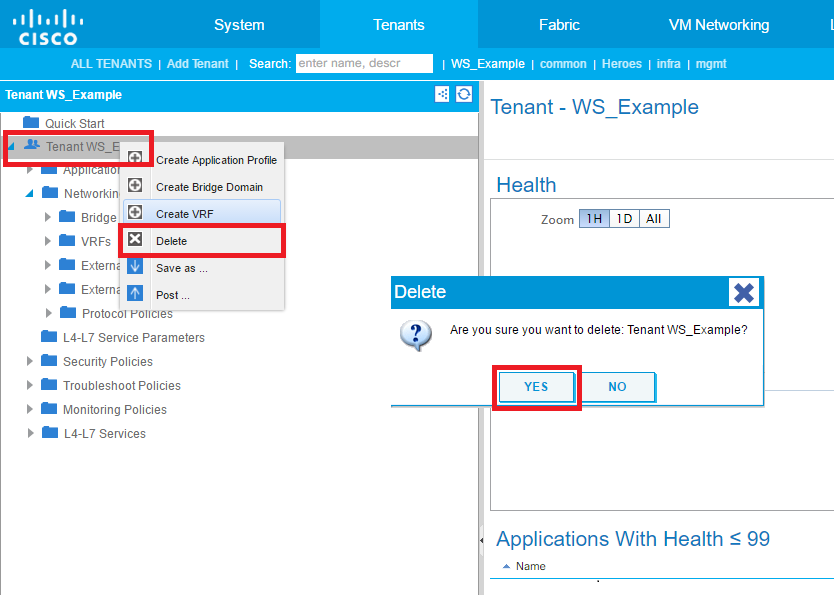 CISCO
System Tenants Fabric VM Networking
ALL TENANTS | Add Tenant | Search: enter name, descr | WS_Example | common | Heroes | infra | mgmt
Tenant WS_Example
Quick Start
Tenant WS_E
Application
Networking
Bridge
VRFs
Externa
Externa
Protocol Policies
L4-L7 Service Parameters
Security Policies
Troubleshoot Policies
Monitoring Policies
L4-L7 Services
Create Application Profile
Create Bridge Domain
Create VRF
Delete
Save as ...
Post ...
Tenant - WS_Example
Health
Zoom 1H 1D All
Delete
Are you sure you want to delete: Tenant WS_Example?
YES NO
Applications With Health ≤ 99
Name